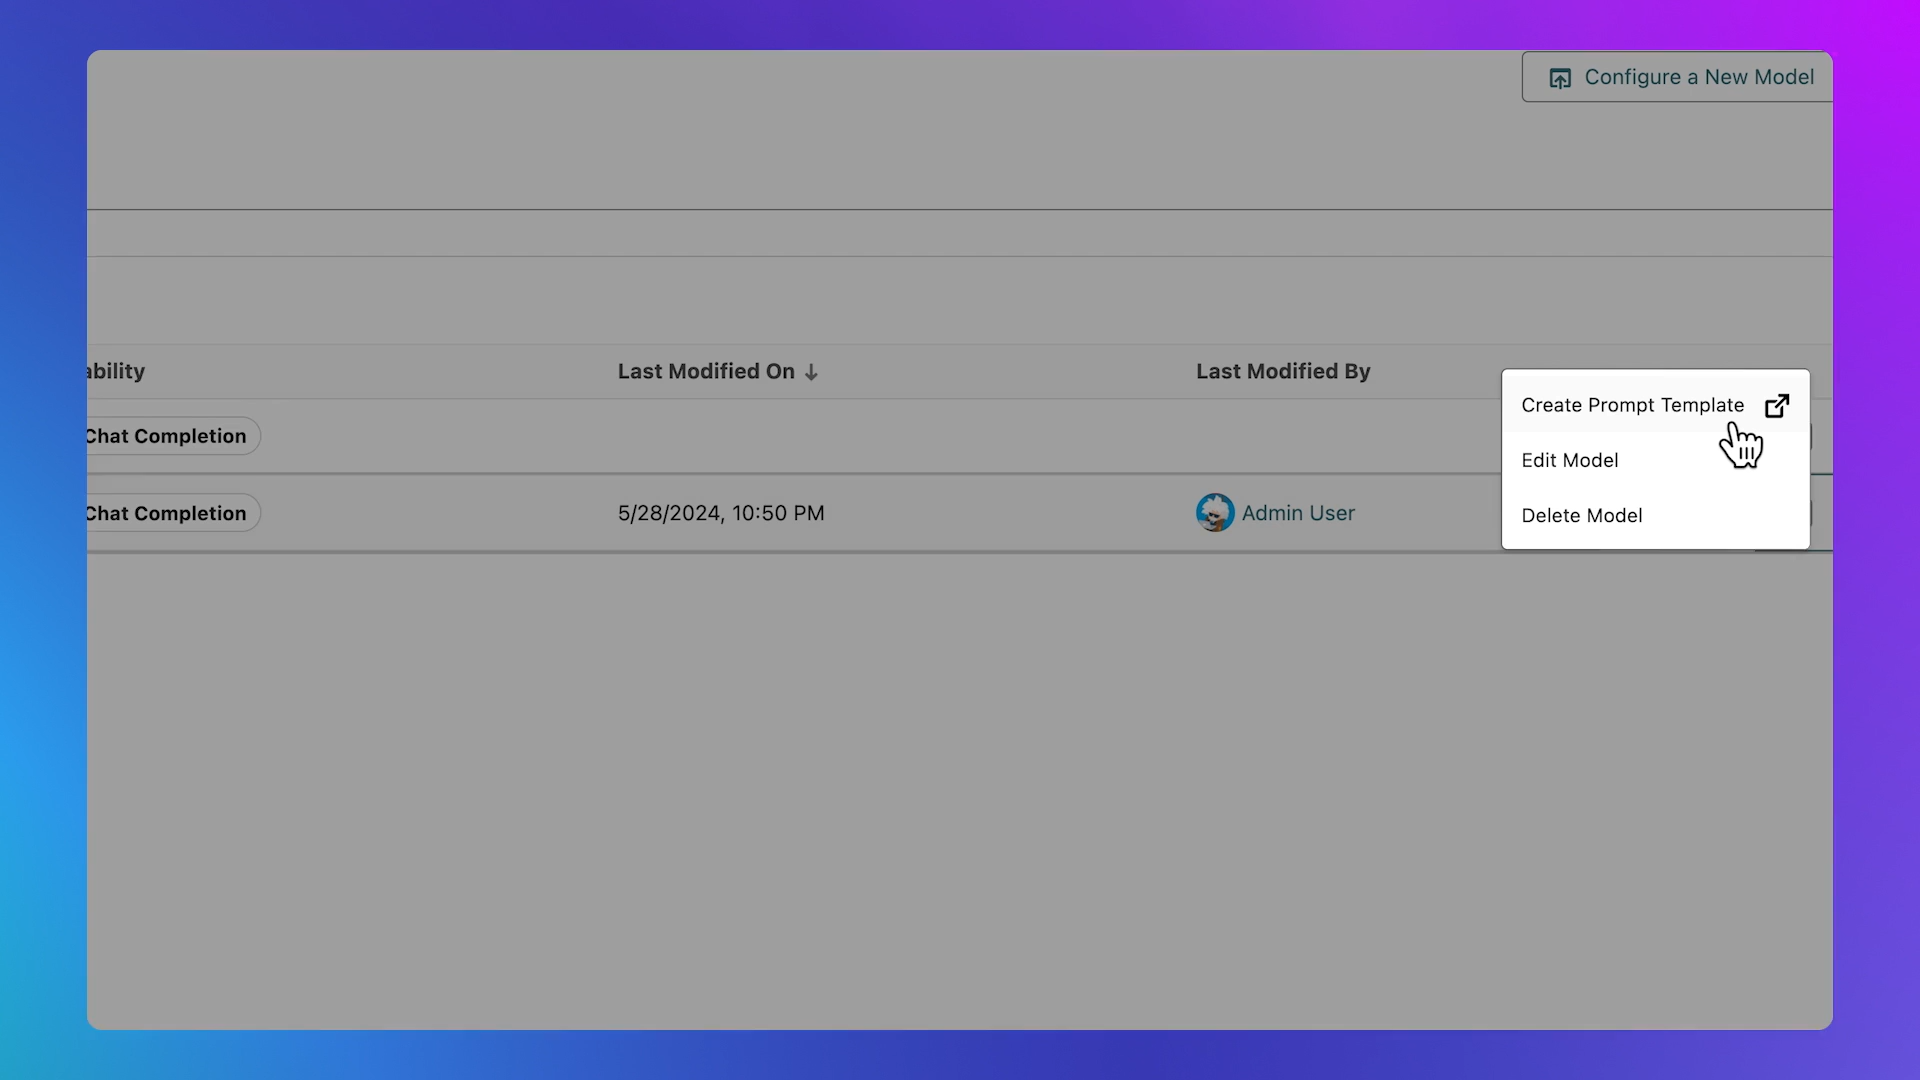 Configure a New Model
ability
Last Modified On
Last Modified By
Create Prompt Template
Chat Completion
Edit Model
Chat Completion
5/28/2024, 10:50 PM
Admin User
Delete Model